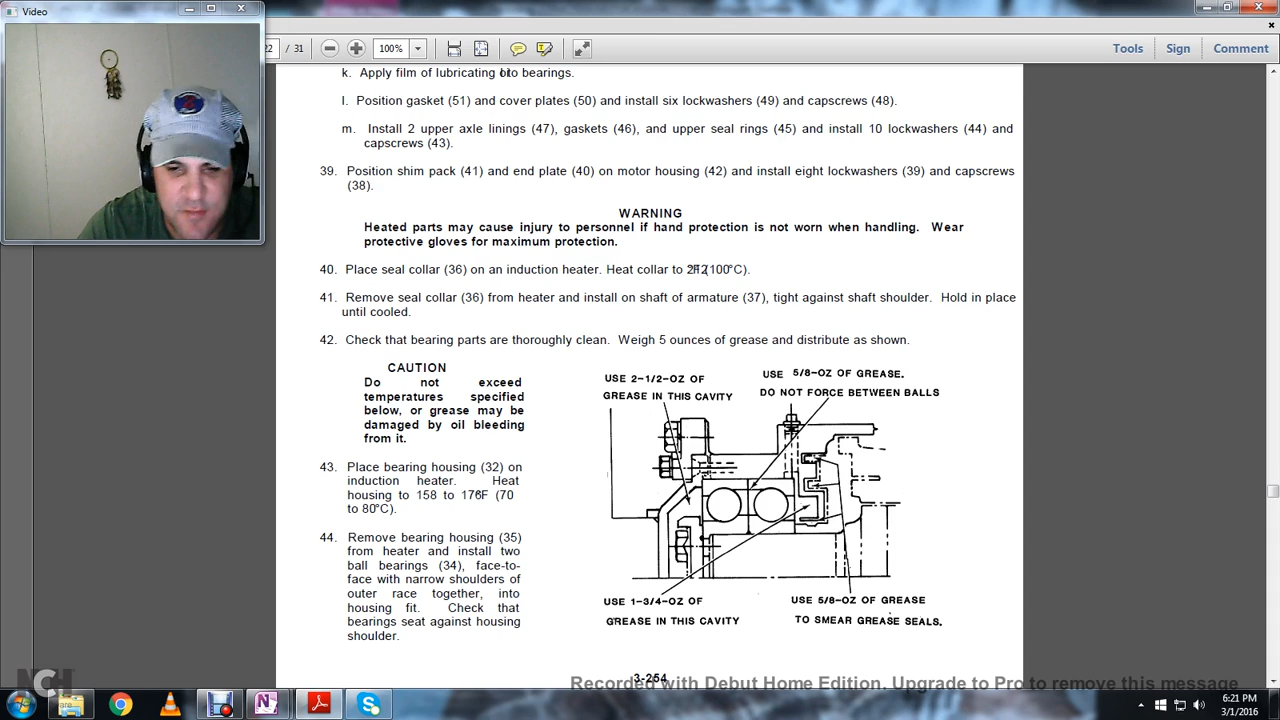 Video
22 / 31
100%
Tools
Sign
Comment
k. Apply film of lubricating to bearings.
l. Position gasket (51) and cover plates (50) and install six lockwashers (49) and capscrews (48).
m. Install 2 upper axle linings (47), gaskets (46), and upper seal rings (45) and install 10 lockwashers (44) and
capscrews (43).
39. Position shim pack (41) and end plate (40) on motor housing (42) and install eight lockwashers (39) and capscrews
(38).
WARNING
Heated parts may cause injury to personnel if hand protection is not worn when handling. Wear
protective gloves for maximum protection.
40. Place seal collar (36) on an induction heater. Heat collar to (100°C).
41. Remove seal collar (36) from heater and install on shaft of armature (37), tight against shaft shoulder. Hold in place
until cooled.
42. Check that bearing parts are thoroughly clean. Weigh 5 ounces of grease and distribute as shown.
CAUTION
Do not exceed
temperatures specified
below, or grease may be
damaged by oil bleeding
from it.
43. Place bearing housing (32) on
induction heater. Heat
housing to 158 to (70
to 80°C).
44. Remove bearing housing (35)
from heater and install two
ball bearings (34), face-to-
face with narrow shoulders of
outer race together, into
housing fit. Check that
bearings seat against housing
shoulder.
USE 2-1/2-OZ OF
GREASE IN THIS CAVITY
USE 5/8-OZ OF GREASE.
DO NOT FORCE BETWEEN BALLS
USE 1-3/4-OZ OF
GREASE IN THIS CAVITY
USE 5/8-OZ OF GREASE
TO SMEAR GREASE SEALS.
3-254
Recorded with Debut Home Edition. Upgrade to Pro to remove this message
NCH
6:21 PM
3/1/2016